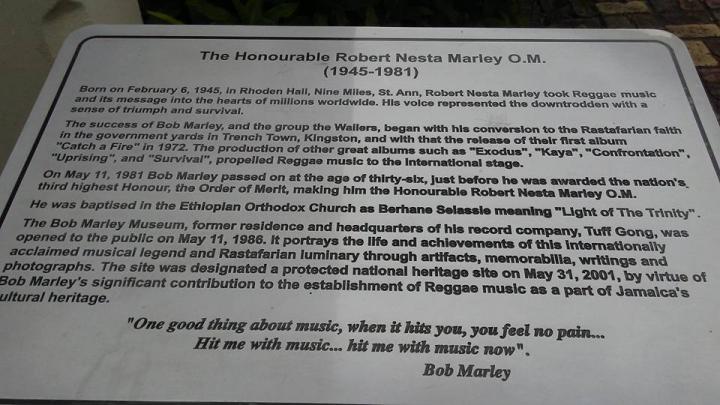 The Honourable Robert Nesta Marley O.M.
(1945-1981)
Born on February 6, 1945, in Rhoden Hall, Nine Miles, St. Ann, Robert Nesta Marley took Reggae music
and its message into the hearts of millions worldwide. His voice represented the downtrodden with a
sense of triumph and survival.
The success of Bob Marley, and the group the Wailers, began with his conversion to the Rastafarian faith
in the government yards in Trench Town, Kingston, and with that the release of their first album
"Catch a Fire" in 1972. The production of other great albums such as "Exodus", "Kaya", "Confrontation",
"Uprising", and "Survival", propelled Reggae music to the international stage.
On May 11, 1981 Bob Marley passed on at the age of thirty-six, just before he was awarded the nation's
third highest Honour, the Order of Merit, making him the Honourable Robert Nesta Marley O.M.
He was baptised in the Ethiopian Orthodox Church as Berhane Selassie meaning "Light of The Trinity".
The Bob Marley Museum, former residence and headquarters of his record company, Tuff Gong, was
opened to the public on May 11, 1986. It portrays the life and achievements of this internationally
acclaimed musical legend and Rastafarian luminary through artifacts, memorabilia, writings and
photographs. The site was designated a protected national heritage site on May 31, 2001, by virtue of
Bob Marley's significant contribution to the establishment of Reggae music as a part of Jamaica's
ultural heritage.
"One good thing about music, when it hits you, you feel no pain...
Hit me with music... hit me with music now".
Bob Marley